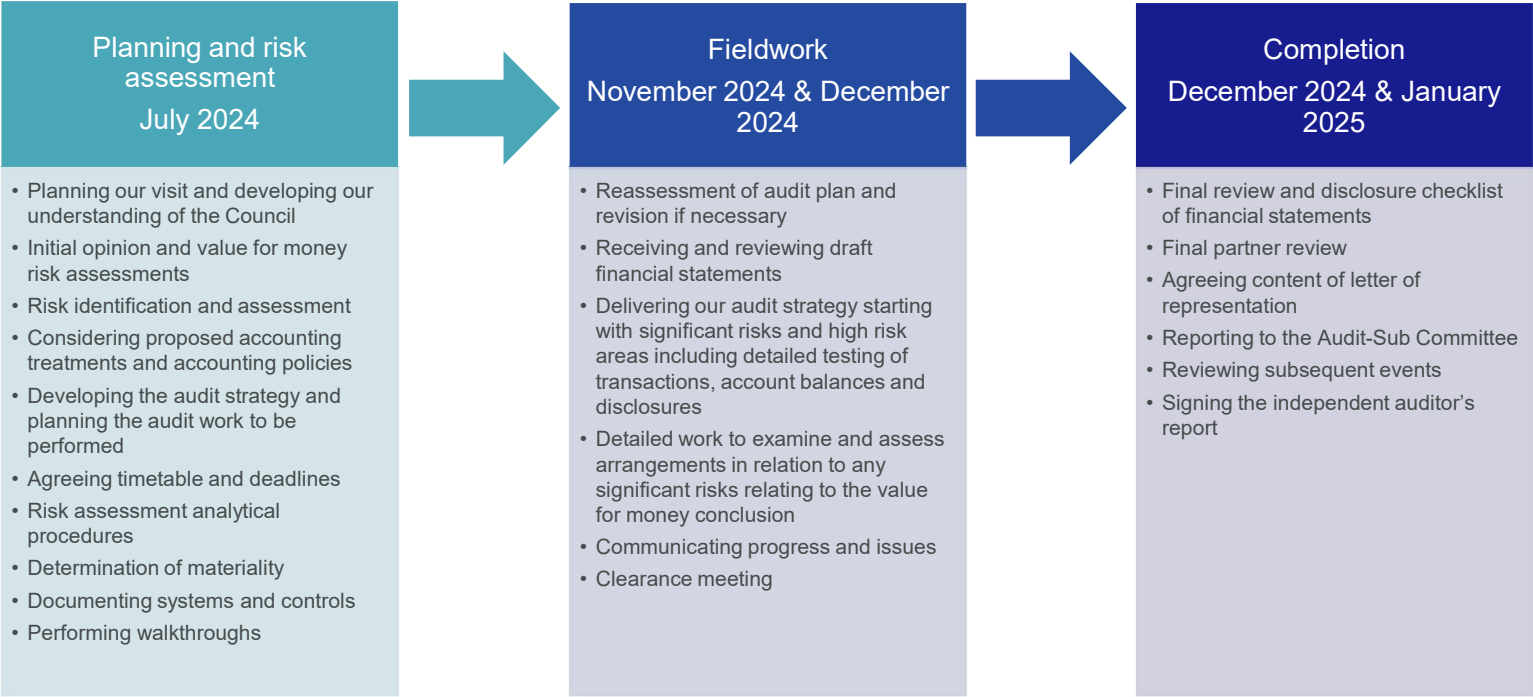 Planning and risk
assessment
July 2024
• Planning our visit and developing our
understanding of the Council
• Initial opinion and value for money
risk assessments
• Risk identification and assessment
• Considering proposed accounting
treatments and accounting policies
• Developing the audit strategy and
planning the audit work to be
performed
• Agreeing timetable and deadlines
• Risk assessment analytical
procedures
• Determination of materiality
• Documenting systems and controls
• Performing walkthroughs
Fieldwork
November 2024 & December
2024
• Reassessment of audit plan and
revision if necessary
• Receiving and reviewing draft
financial statements
• Delivering our audit strategy starting
with significant risks and high risk
areas including detailed testing of
transactions, account balances and
disclosures
• Detailed work to examine and assess
arrangements in relation to any
significant risks relating to the value
for money conclusion
• Communicating progress and issues
• Clearance meeting
Completion
December 2024 & January
2025
• Final review and disclosure checklist
of financial statements
• Final partner review
• Agreeing content of letter of
representation
• Reporting to the Audit-Sub Committee
• Reviewing subsequent events
• Signing the independent auditor’s
report